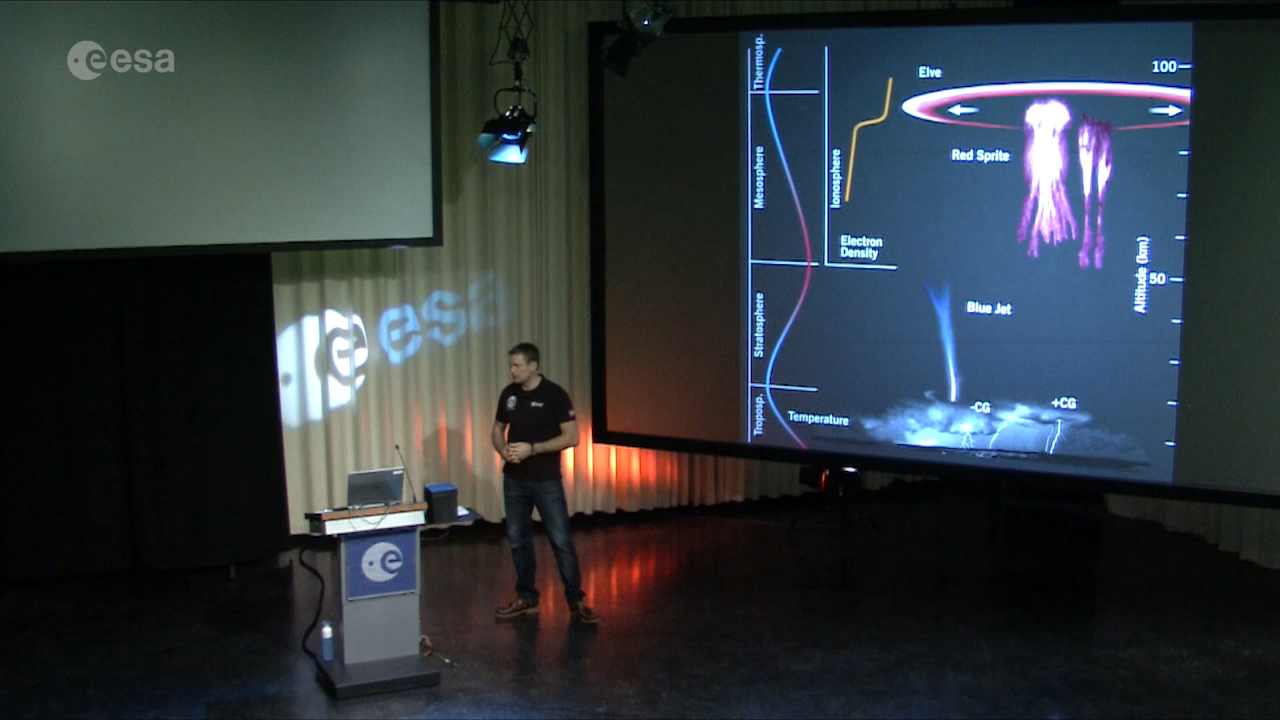 esa
esa
e
Thermosp.
Mesosphere
Stratosphere
Troposp.
Temperature
Ionosphere
Electron
Density
Elve
Red Sprite
Blue Jet
-CG
+CG
100
50
Altitude (km)